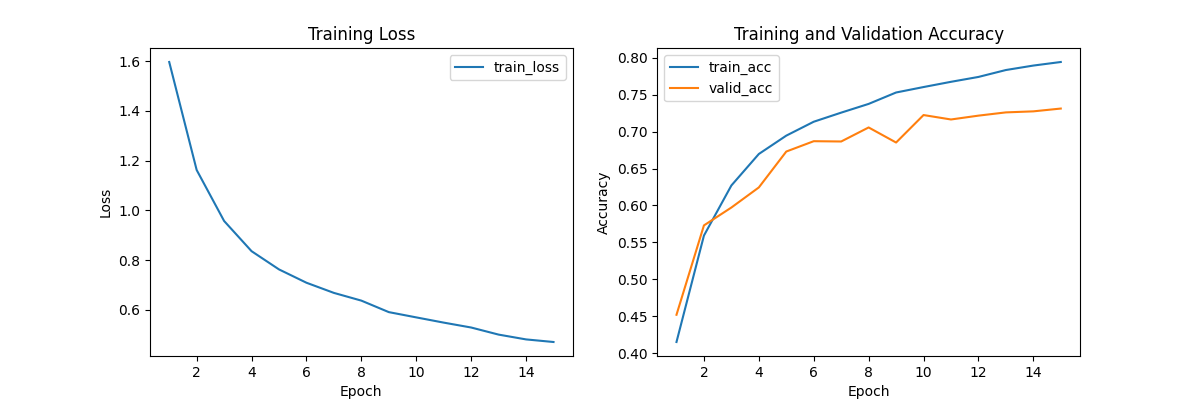 Training Loss
train_loss
1.6
1.4
1.2
1.0
0.8
0.6
2 4 6 8 10 12 14
Loss
Epoch
Training and Validation Accuracy
train_acc
valid_acc
0.80
0.75
0.70
0.65
0.60
0.55
0.50
0.45
0.40
2 4 6 8 10 12 14
Accuracy
Epoch